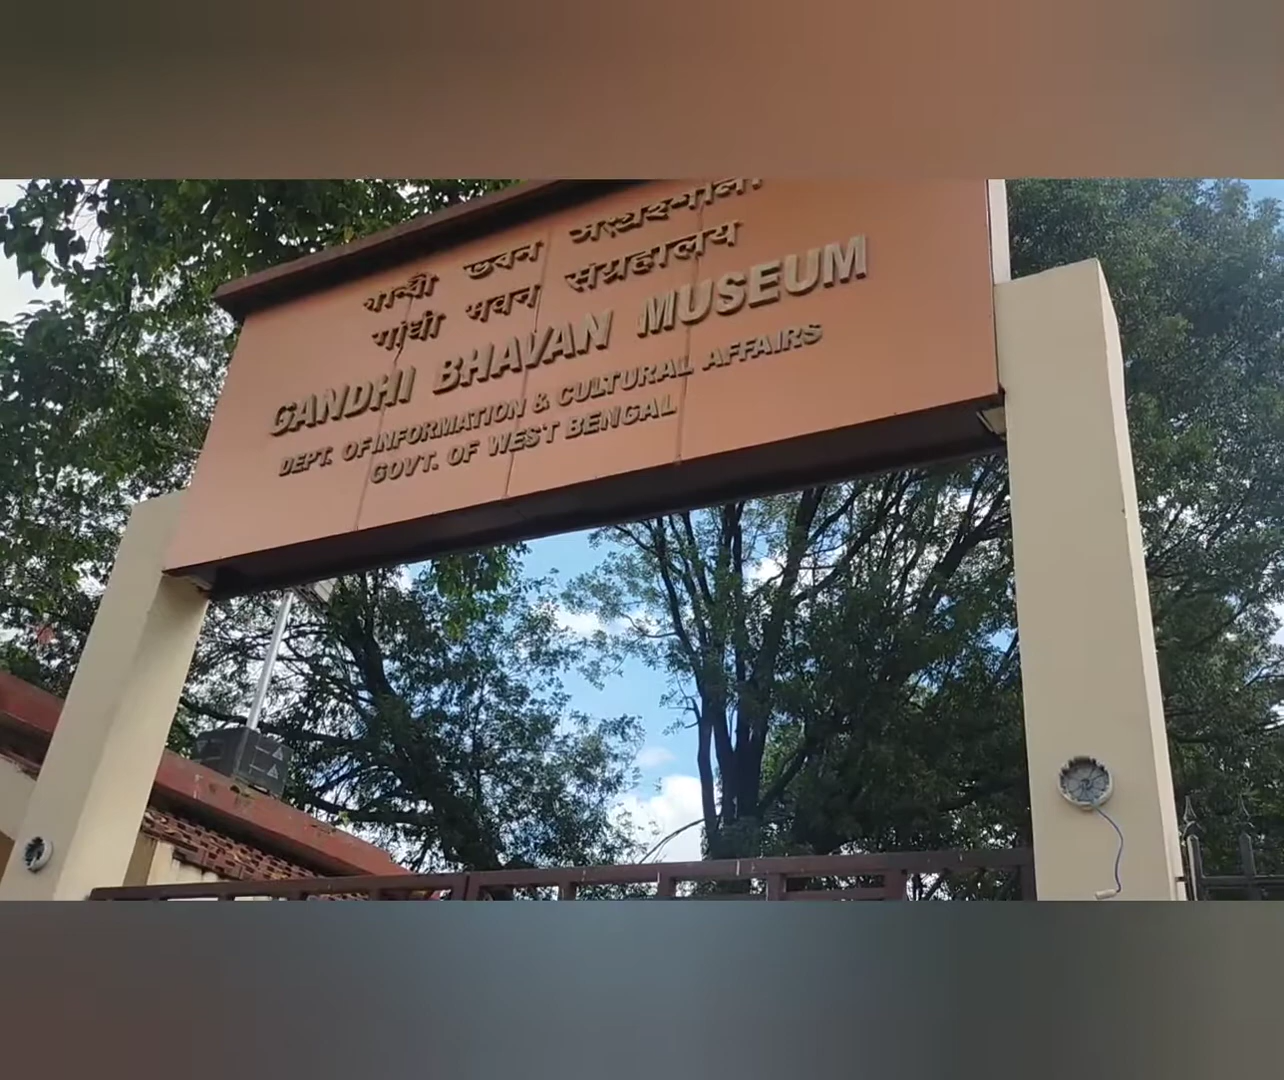 গান্ধী ভবন সংগ্রহশালা
गांधी भवन संग्रहालय
GANDHI BHAVAN MUSEUM
DEPT. OF INFORMATION & CULTURAL AFFAIRS
GOVT. OF WEST BENGAL